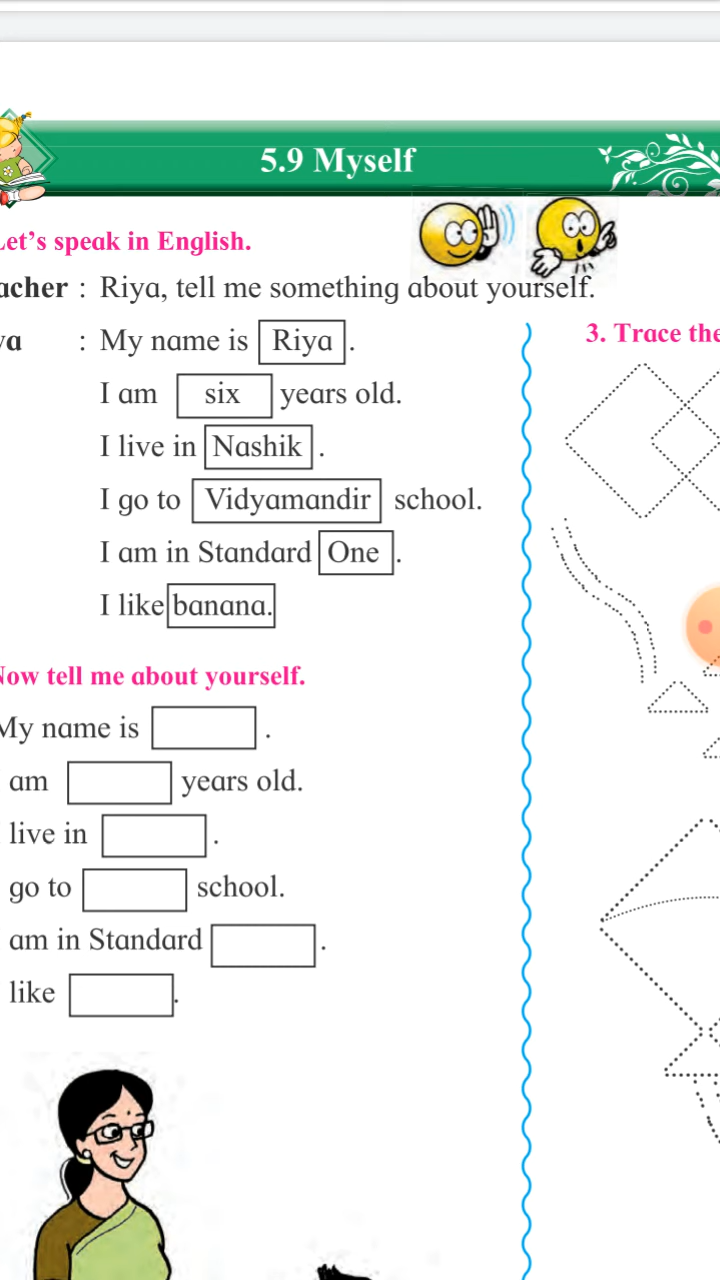 5.9 Myself
Let's speak in English.
acher : Riya, tell me something about yourself.
ya : My name is Riya .
I am six years old.
I live in Nashik .
I go to Vidyamandir school.
I am in Standard One .
I like banana.
Now tell me about yourself.
My name is .
am years old.
live in .
go to school.
am in Standard .
like .
3. Trace the